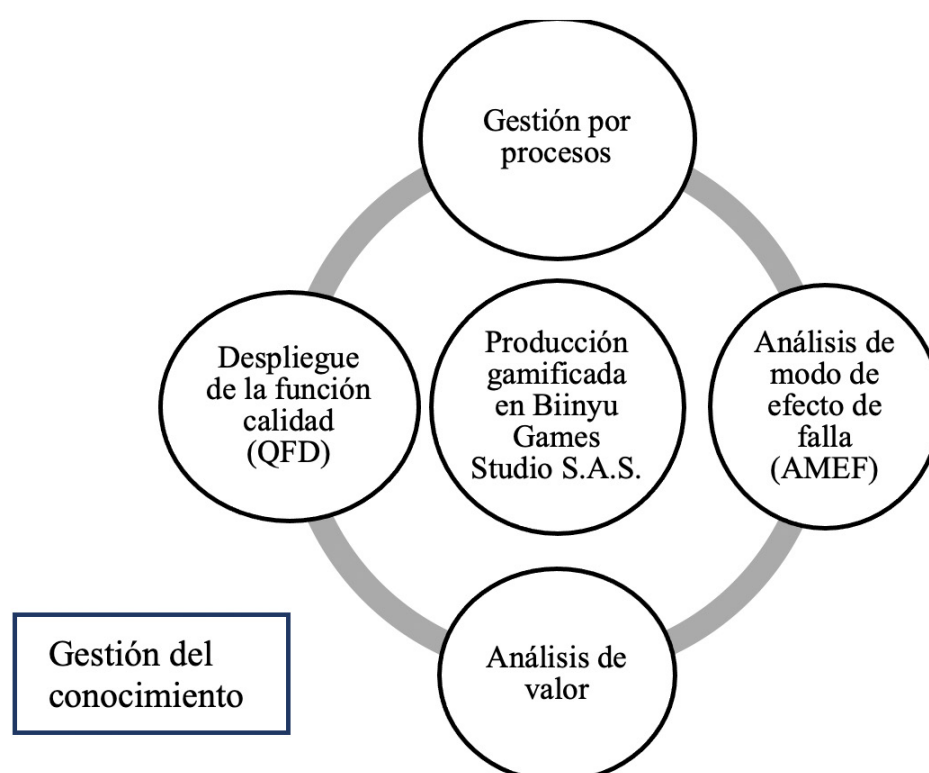 Gestión por
procesos
Despliegue
de la función
calidad
(QFD)
Producción
gamificada
en Biinyu
Games
Studio S.A.S.
Análisis de
modo de
efecto de
falla
(AMEF)
Análisis de
valor
Gestión del
conocimiento